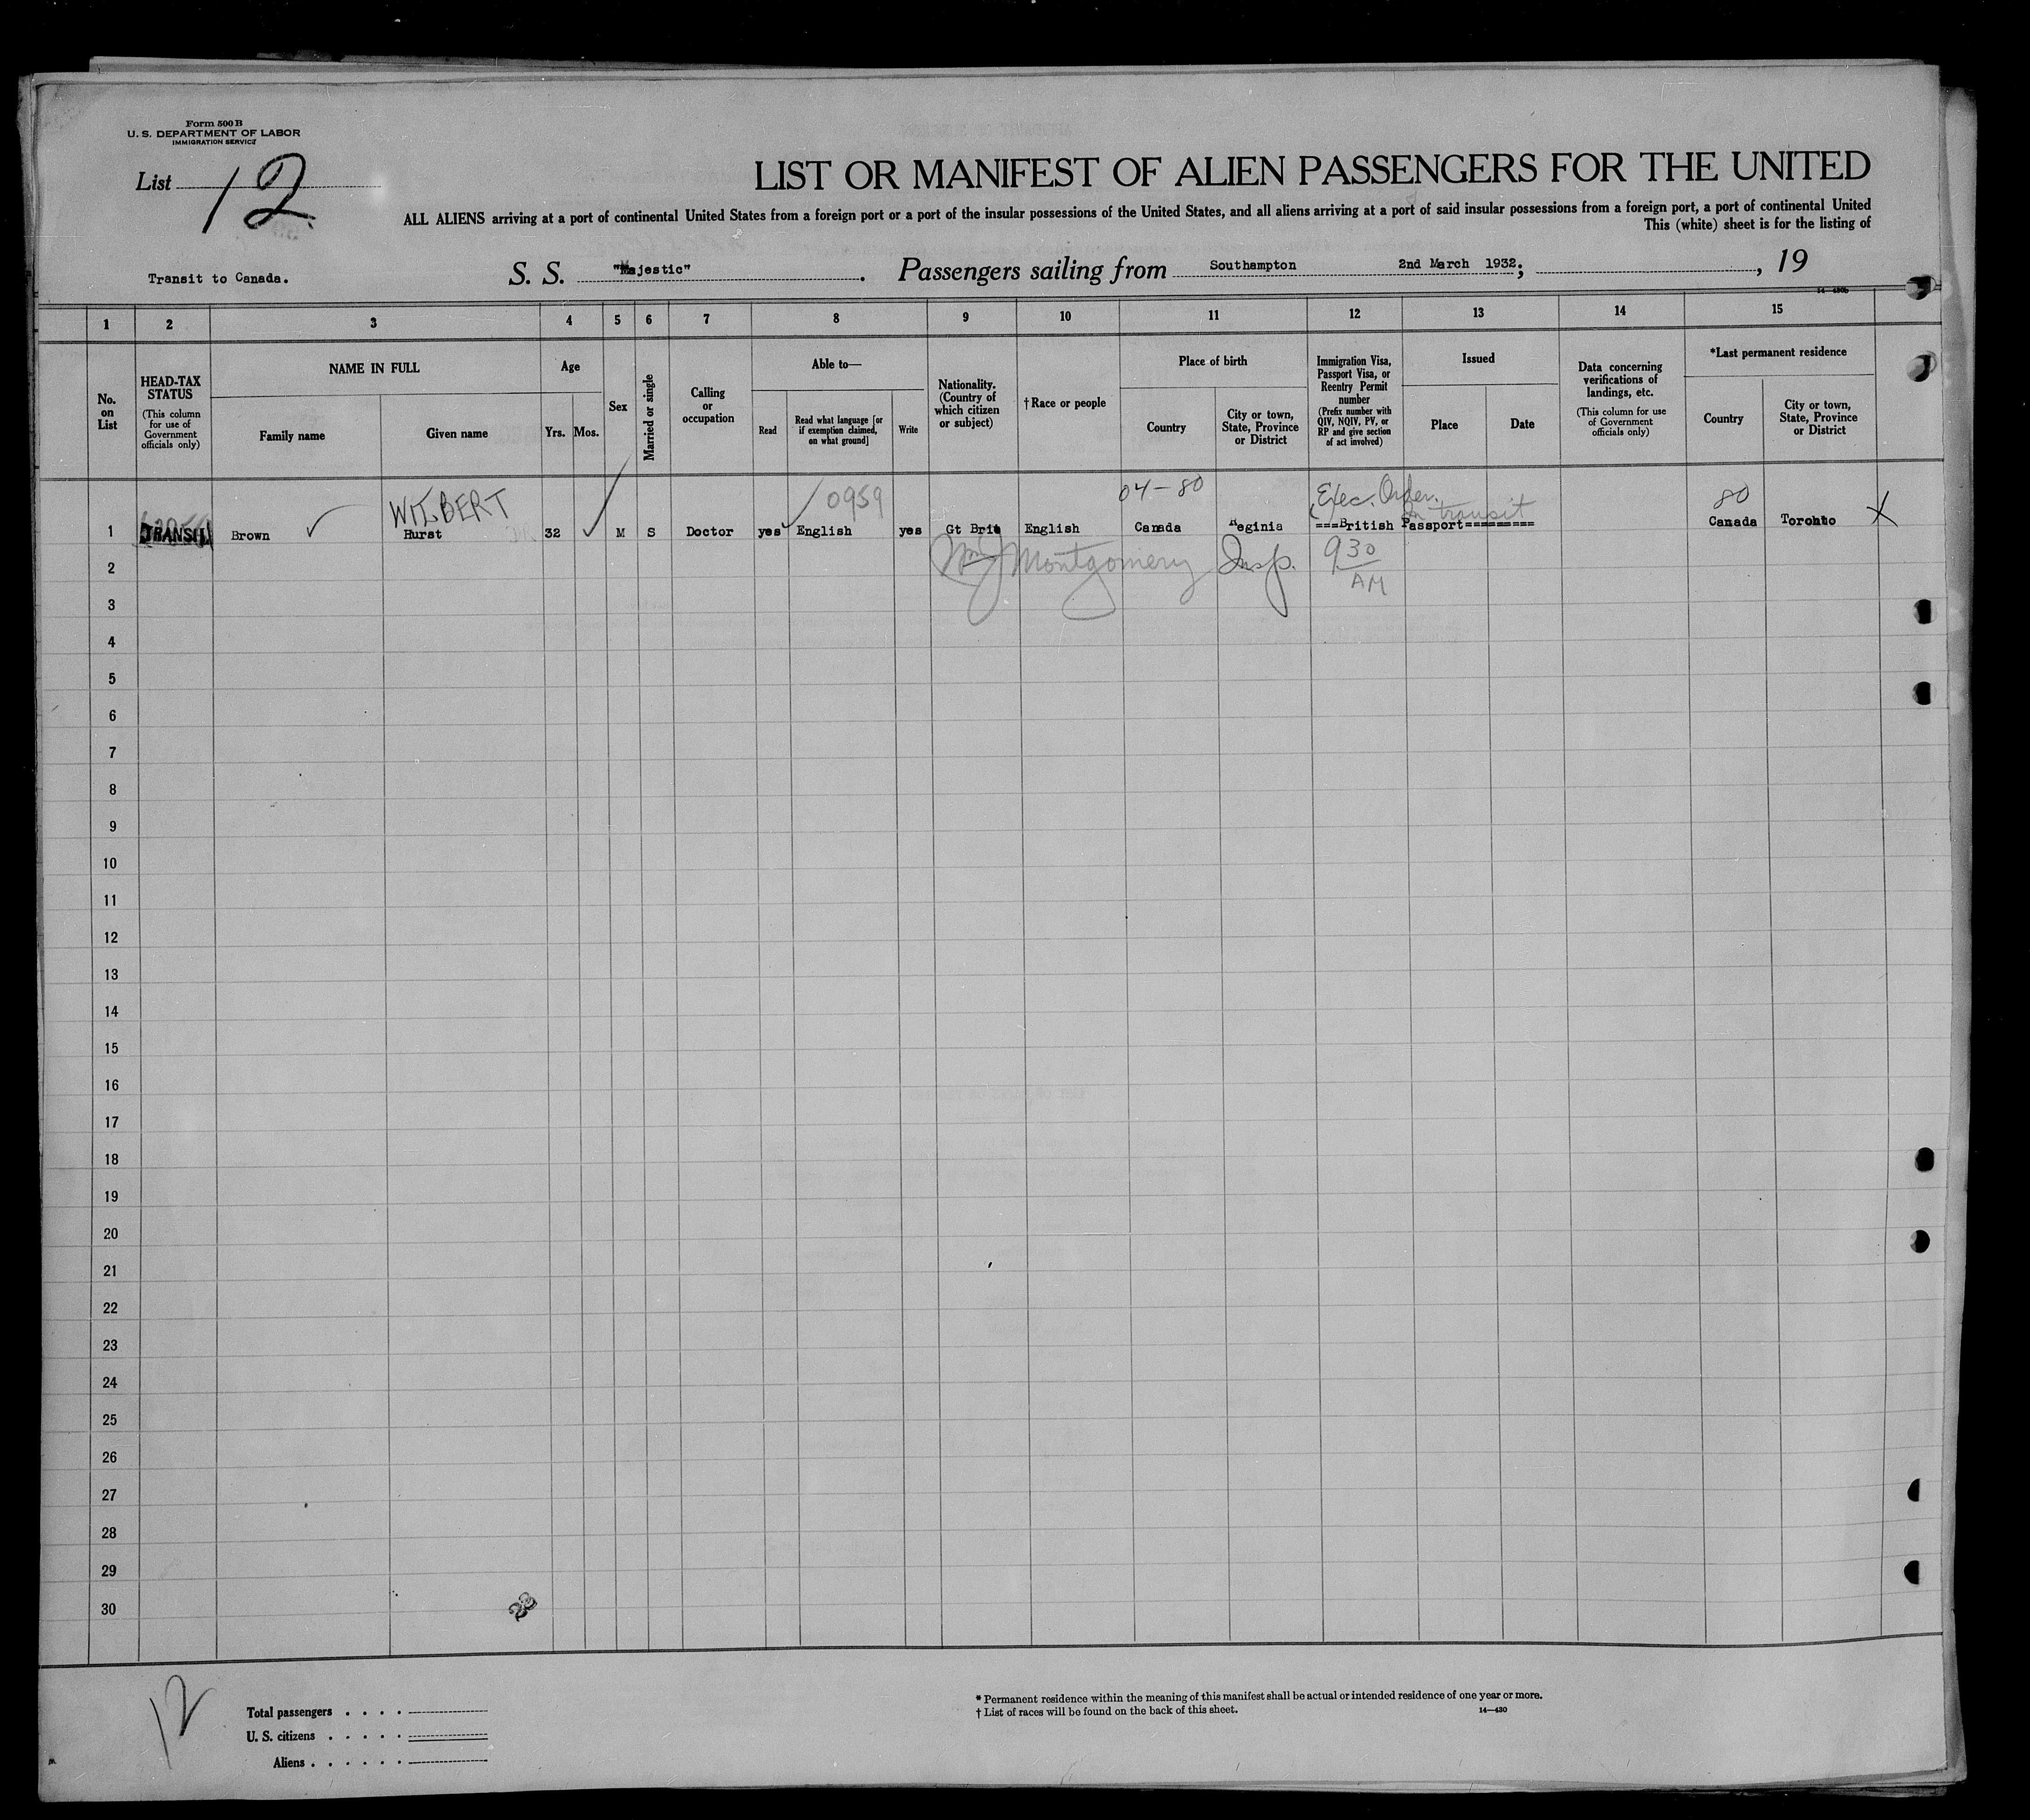 Form 500 B
U. S. DEPARTMENT OF LABOR
IMMIGRATION SERVICE
List 12
LIST OR MANIFEST OF ALIEN PASSENGERS FOR THE UNITED
ALL ALIENS arriving at a port of continental United States from a foreign port or a port of the insular possessions of the United States, and all aliens arriving at a port of said insular possessions from a foreign port, a port of continental United
This (white) sheet is for the listing of
Transit to Canada. S. S. "Majestic" . Passengers sailing from Southampton 2nd March 1932; , 19
1 2 3 4 5 6 7 8 9 10 11 12 13 14 15
No. on List
HEAD-TAX STATUS
(This column for use of Government officials only)
NAME IN FULL
Family name
Given name
Age
Yrs.
Mos.
Sex
Married or single
Calling or occupation
Able to—
Read
Read what language [or if exemption claimed, on what ground]
Write
Nationality. (Country of which citizen or subject)
†Race or people
Place of birth
Country
City or town, State, Province or District
Immigration Visa, Passport Visa, or Reentry Permit number
(Prefix number with QIV, NQIV, PV, or RP and give section of act involved)
Issued
Place
Date
Data concerning verifications of landings, etc.
(This column for use of Government officials only)
*Last permanent residence
Country
City or town, State, Province or District
WILBERT 0959 04-80 Exec. Order. 80
In transit
1 TRANSIT Brown Hurst 32 M S Doctor yes English yes Gt Brit English Canada Reginia ===British Passport========= Canada Toronto X
Wm J Montgomery Insp. 9 30
AM
2
3
4
5
6
7
8
9
10
11
12
13
14
15
16
17
18
19
20
21
22
23
24
25
26
27
28
29
30
12
Total passengers . . . .
U. S. citizens . . . . .
Aliens . . . . . .
* Permanent residence within the meaning of this manifest shall be actual or intended residence of one year or more.
† List of races will be found on the back of this sheet.
14—430